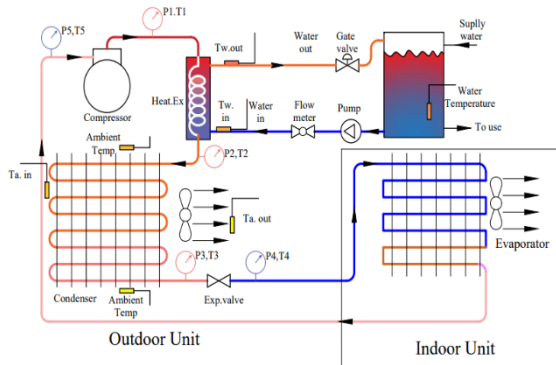 P5,T5
P1,T1
Compressor
Heat.Ex
Tw.out
Water
out
Gate
valve
Suplly
water
Water
Temperature
To use
Tw.
in
Water
in
Flow
meter
Pump
Ambient
Temp
P2,T2
Ta. in
Ta. out
P3,T3
P4,T4
Condenser
Ambient
Temp
Exp.valve
Evaporator
Outdoor Unit
Indoor Unit